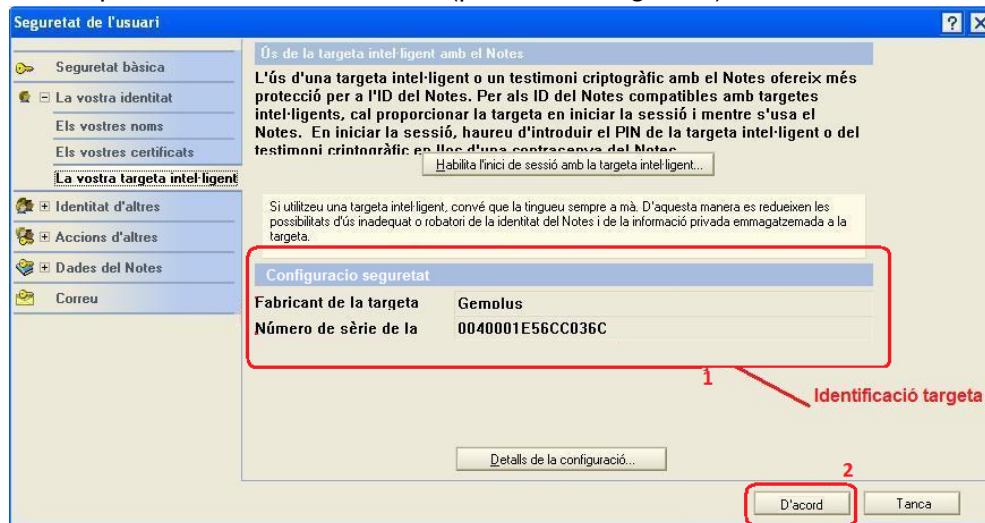 Seguretat de l'usuari
Seguretat bàsica
La vostra identitat
Els vostres noms
Els vostres certificats
La vostra targeta intel·ligent
Identitat d'altres
Accions d'altres
Dades del Notes
Correu
Ús de la targeta intel·ligent amb el Notes
L'ús d'una targeta intel·ligent o un testimoni criptogràfic amb el Notes ofereix més
protecció per a l'ID del Notes. Per als ID del Notes compatibles amb targetes
intel·ligents, cal proporcionar la targeta en iniciar la sessió i mentre s'usa el
Notes. En iniciar la sessió, haureu d'introduir el PIN de la targeta intel·ligent o del
testimoni criptogràfic en lloc d'una contrasenya del Notes
Habilita l'inici de sessió amb la targeta intel·ligent...
Si utilitzeu una targeta intel·ligent, convé que la tingueu sempre a mà. D'aquesta manera es redueixen les
possibilitats d'ús inadequat o robatori de la identitat del Notes i de la informació privada emmagatzemada a la
targeta.
Configuracio seguretat
Fabricant de la targeta Gemplus
Número de sèrie de la 0040001E56CC036C
1
Identificació targeta
Detalls de la configuració...
2
D'acord
Tanca